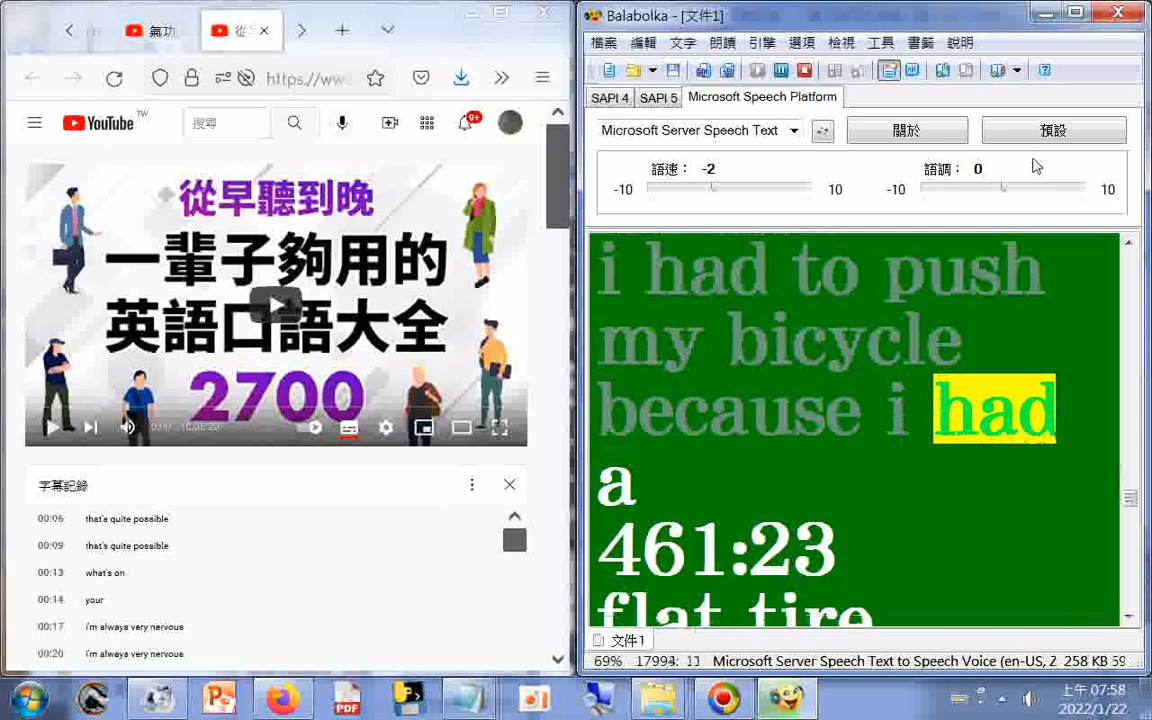 氣功
從
https://www
YouTube TW
搜尋
9+
從早聽到晚
一輩子夠用的
英語口語大全
2700
字幕記錄
00:06 that's quite possible
00:09 that's quite possible
00:13 what's on
00:14 your
00:17 i'm always very nervous
00:20 i'm always very nervous
Balabolka - [文件1]
檔案 編輯 文字 朗讀 引擎 選項 檢視 工具 書籤 說明
SAPI 4 SAPI 5 Microsoft Speech Platform
Microsoft Server Speech Text 關於 預設
語速： -2 語調： 0
-10 10 -10 10
i had to push
my bicycle
because i had
a
461:23
flat tire
文件1
69% 17994: 11 Microsoft Server Speech Text to Speech Voice (en-US, 2 258 KB 59
PDF
上午 07:58
2022/1/22